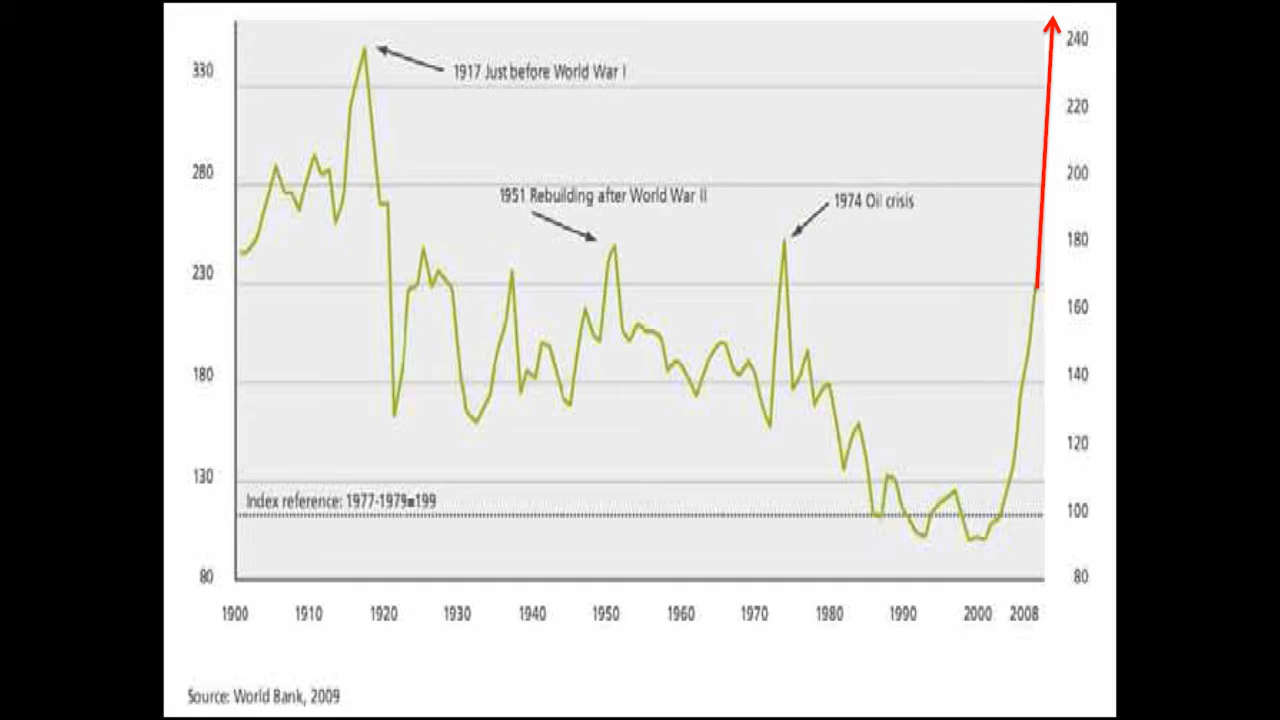 240
330
1917 Just before World War I
220
280
200
1951 Rebuilding after World War II
1974 Oil crisis
180
230
160
180
140
120
130
Index reference: 1977-1979=199
100
80
80
1900 1910 1920 1930 1940 1950 1960 1970 1980 1990 2000 2008
Source: World Bank, 2009